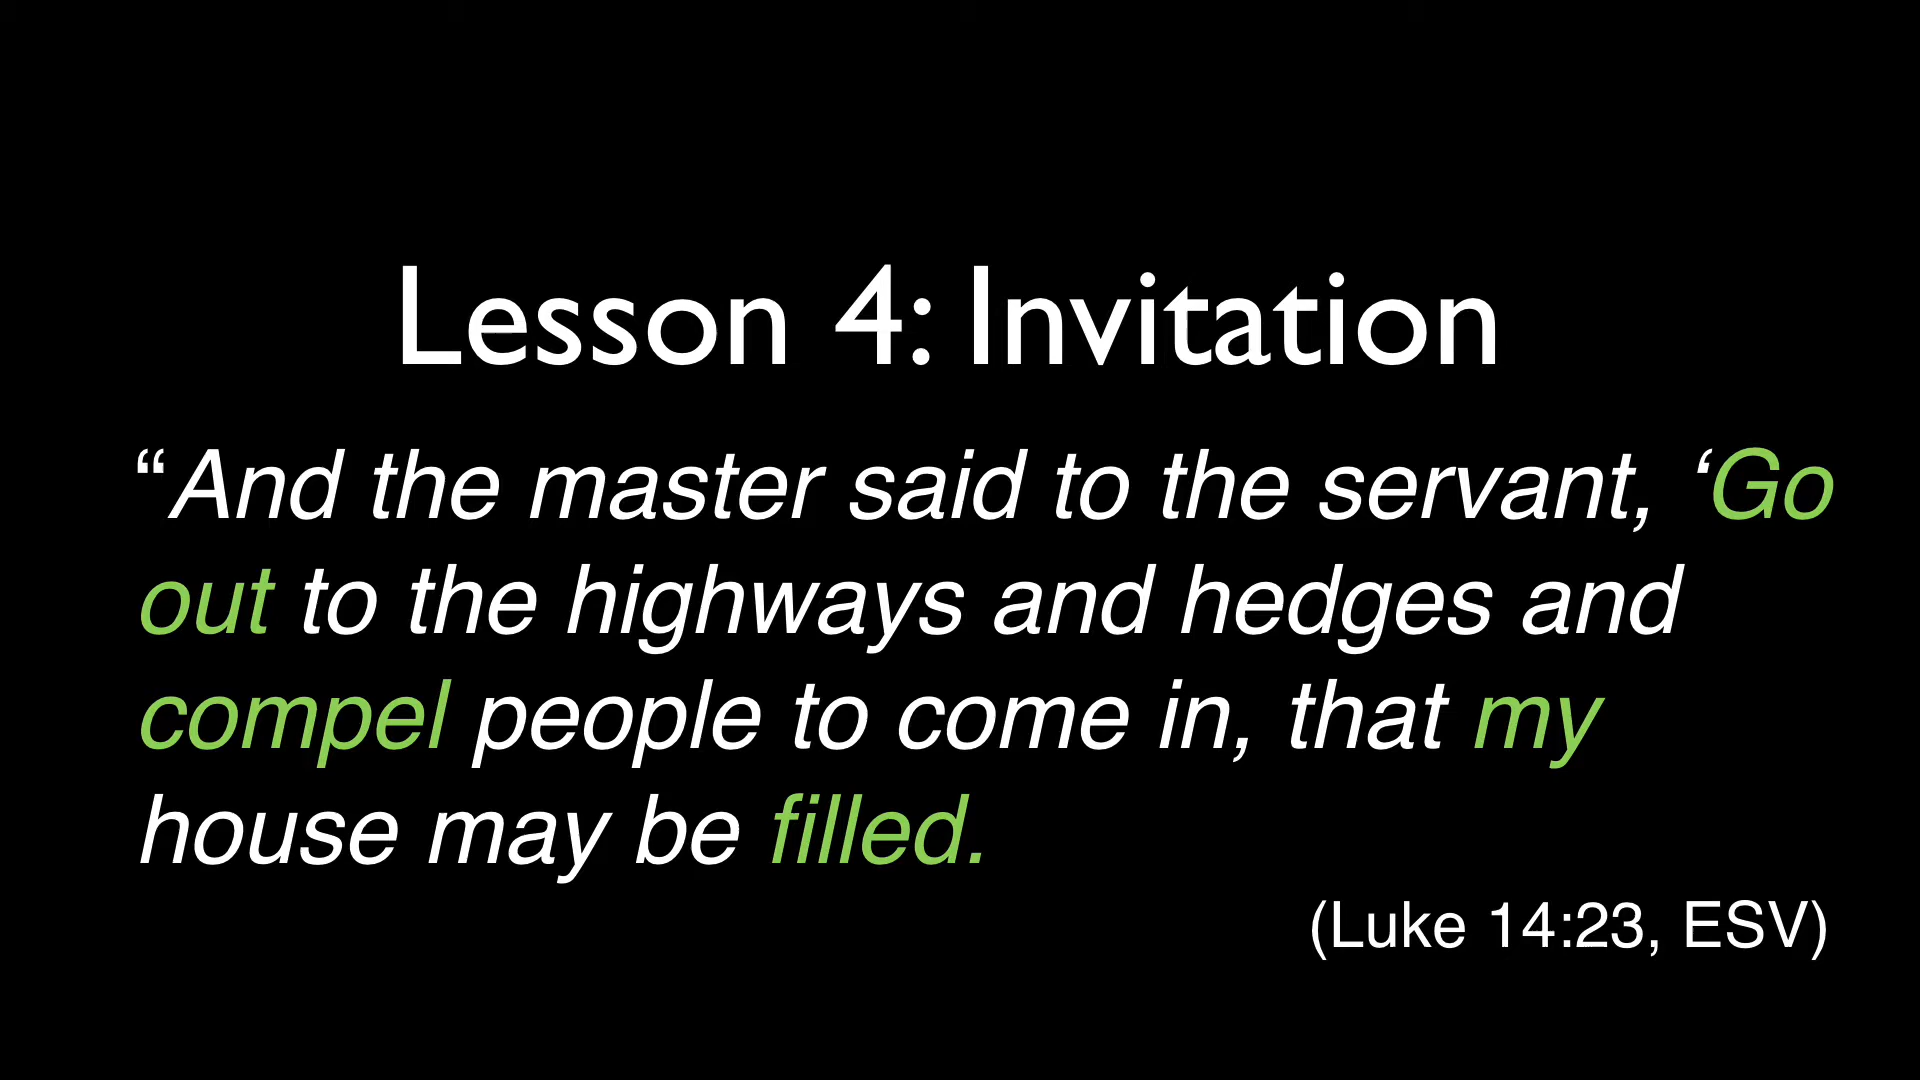 Lesson 4: Invitation
“And the master said to the servant, ‘Go
out to the highways and hedges and
compel people to come in, that my
house may be filled.
(Luke 14:23, ESV)